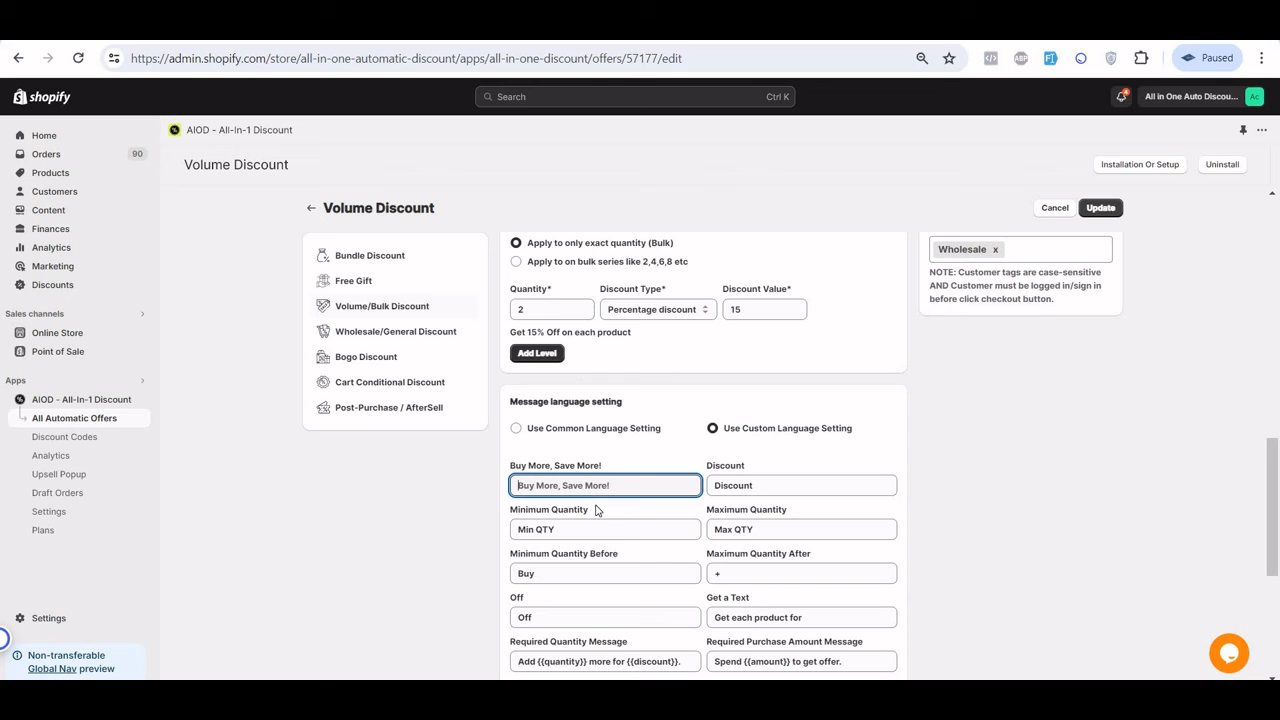 https://admin.shopify.com/store/all-in-one-automatic-discount/apps/all-in-one-discount/offers/57177/edit
ABP
Paused
shopify
Search
Ctrl K
4
All in One Auto Discou...
Ac
Home
Orders
90
Products
Customers
Content
Finances
Analytics
Marketing
Discounts
Sales channels
Online Store
Point of Sale
Apps
AIOD - All-In-1 Discount
All Automatic Offers
Discount Codes
Analytics
Upsell Popup
Draft Orders
Settings
Plans
Settings
Non-transferable
Global Nav preview
AIOD - All-In-1 Discount
Volume Discount
Installation Or Setup
Uninstall
Volume Discount
Cancel
Update
Bundle Discount
Free Gift
Volume/Bulk Discount
Wholesale/General Discount
Bogo Discount
Cart Conditional Discount
Post-Purchase / AfterSell
Apply to only exact quantity (Bulk)
Apply to on bulk series like 2,4,6,8 etc
Quantity*
Discount Type*
Discount Value*
2
Percentage discount
15
Get 15% Off on each product
Add Level
Message language setting
Use Common Language Setting
Use Custom Language Setting
Buy More, Save More!
Discount
Buy More, Save More!
Discount
Minimum Quantity
Maximum Quantity
Min QTY
Max QTY
Minimum Quantity Before
Maximum Quantity After
Buy
+
Off
Get a Text
Off
Get each product for
Required Quantity Message
Required Purchase Amount Message
Add {{quantity}} more for {{discount}}.
Spend {{amount}} to get offer.
Wholesale x
NOTE: Customer tags are case-sensitive
AND Customer must be logged in/sign in
before click checkout button.